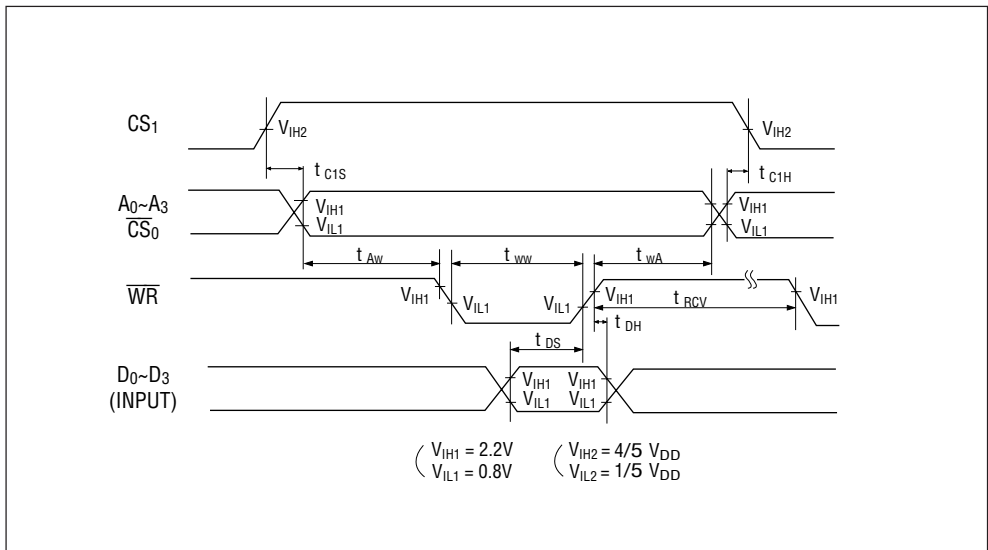 CS1
VIH2
VIH2
t C1S
t C1H
A0~A3
CS0
VIH1
VIL1
VIH1
VIL1
t AW
t WW
t WA
WR
VIH1
VIL1
VIL1
VIH1
VIH1
t RCV
t DH
t DS
D0~D3
(INPUT)
VIH1
VIL1
VIH1
VIL1
( VIH1 = 2.2V
VIL1 = 0.8V
( VIH2 = 4/5 VDD
VIL2 = 1/5 VDD